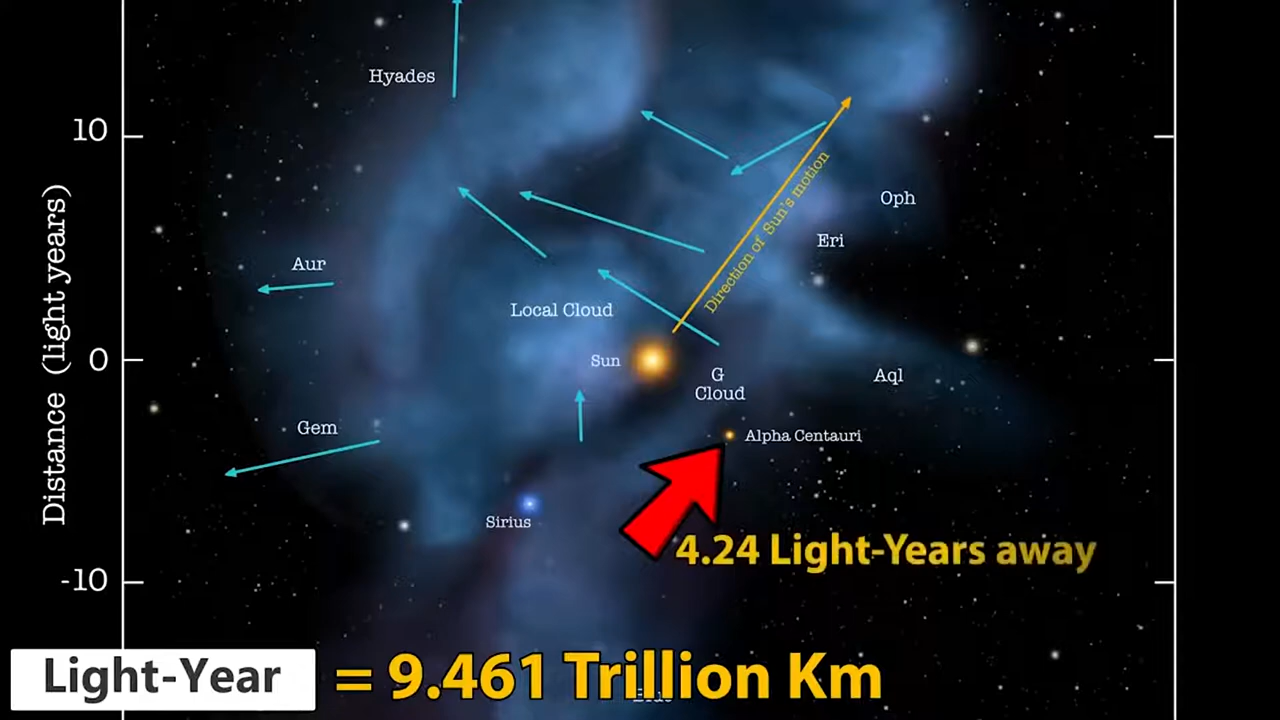 Hyades
10
Direction of Sun's motion
Oph
Eri
Aur
Local Cloud
Distance (light years)
0
Sun
G
Cloud
Aql
Gem
Alpha Centauri
Sirius
4.24 Light-Years away
-10
Light-Year = 9.461 Trillion Km